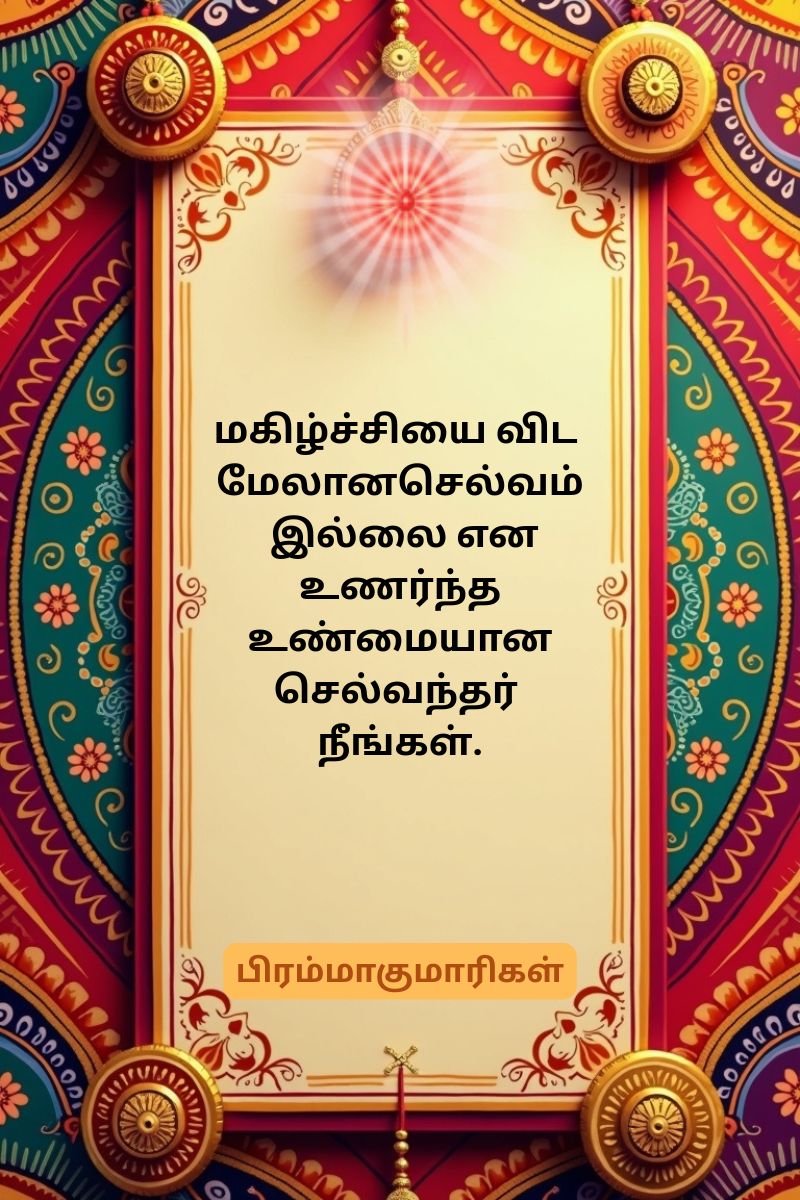 மகிழ்ச்சியை விட
மேலானசெல்வம்
இல்லை என
உணர்ந்த
உண்மையான
செல்வந்தர்
நீங்கள்.
பிரம்மாகுமாரிகள்